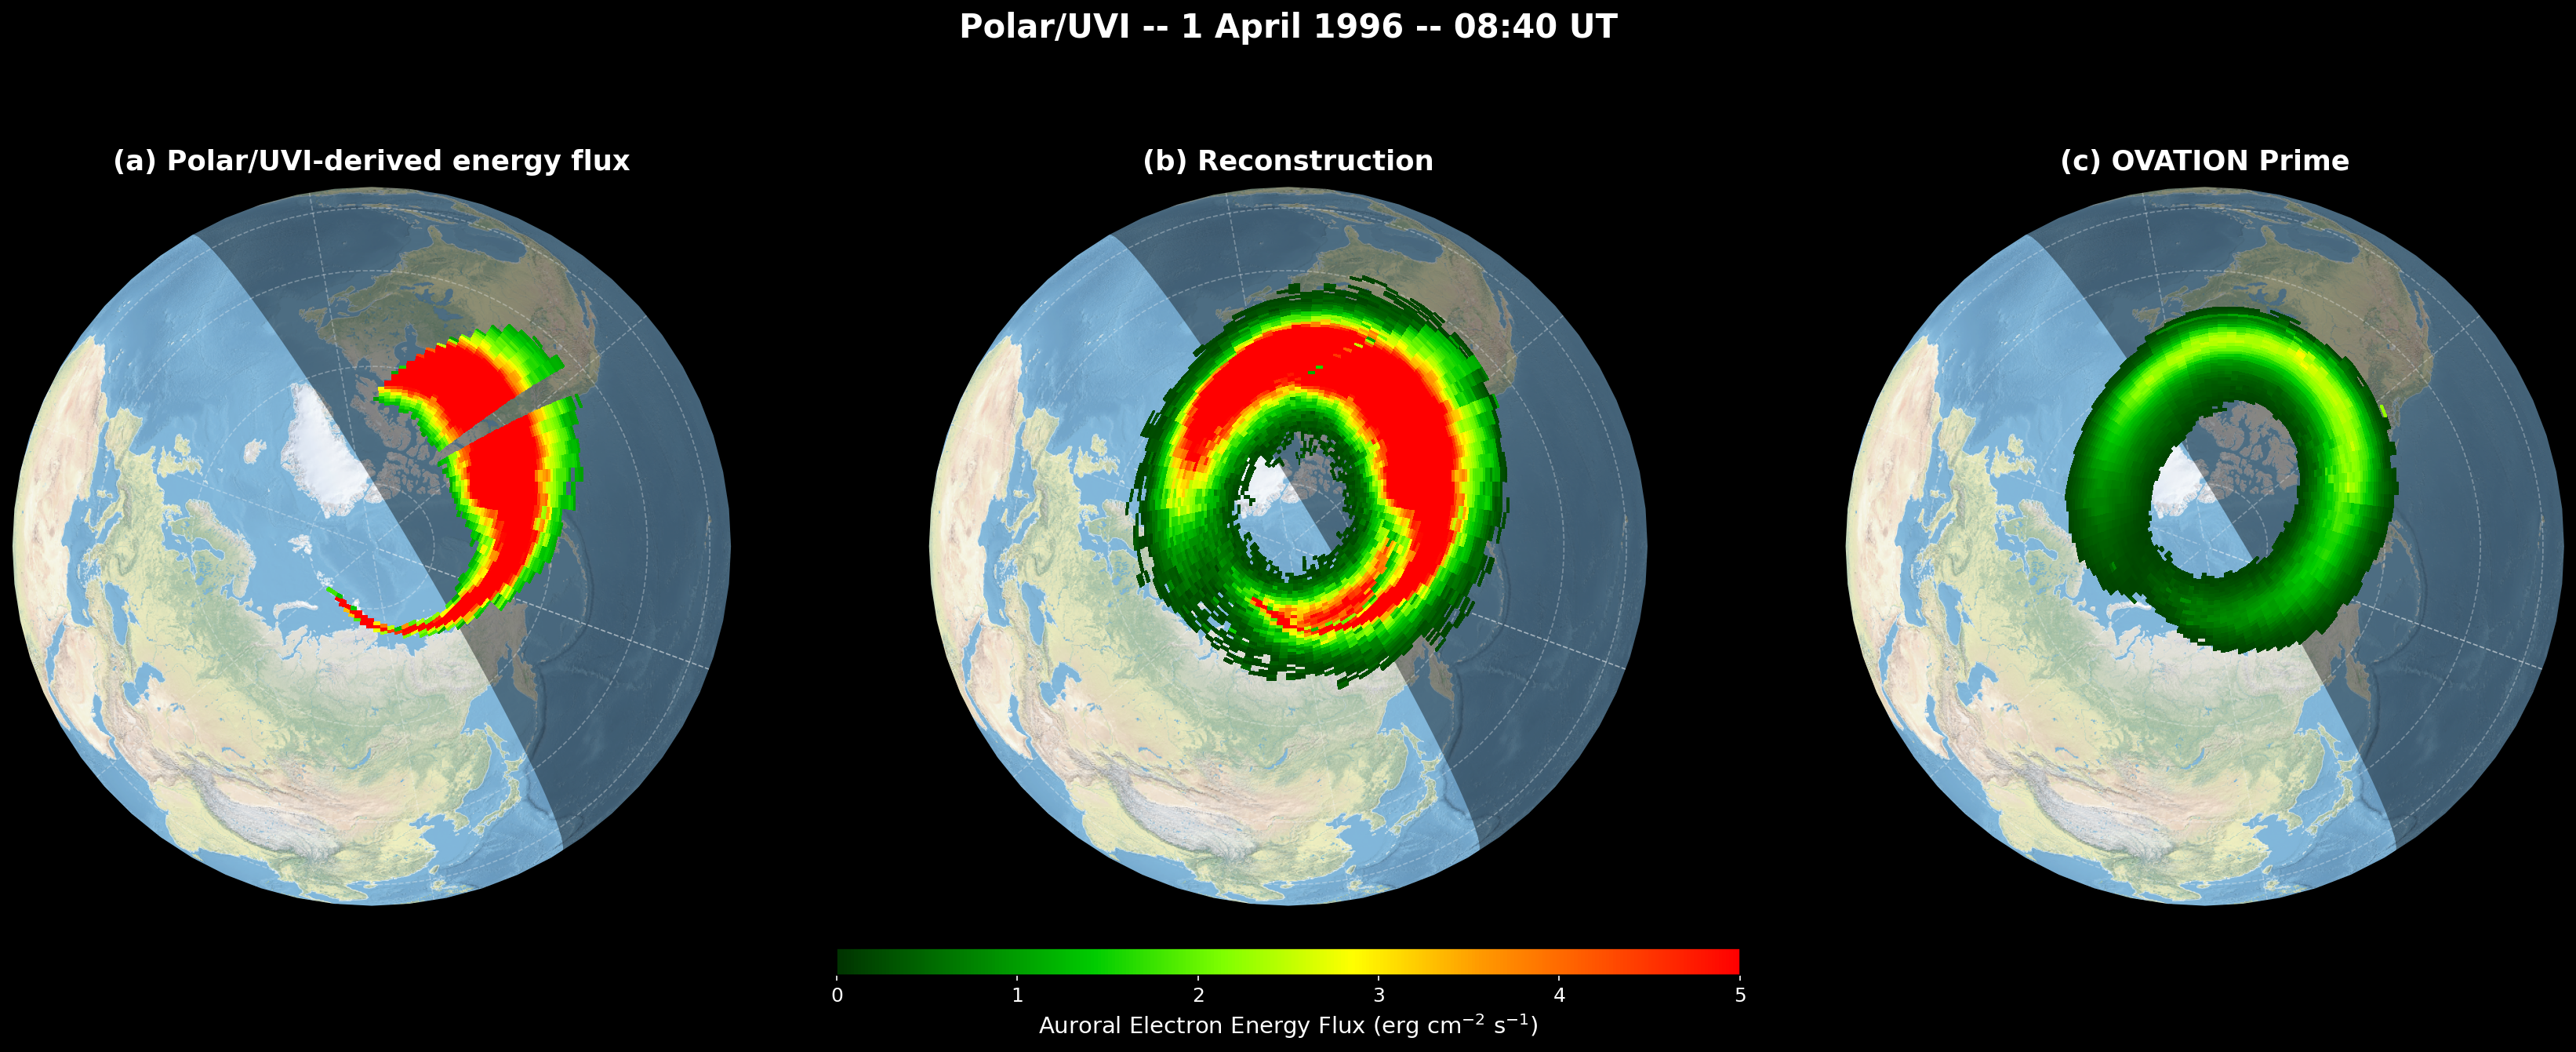 Polar/UVI -- 1 April 1996 -- 08:40 UT
(a) Polar/UVI-derived energy flux
(b) Reconstruction
(c) OVATION Prime
0 1 2 3 4 5
Auroral Electron Energy Flux (erg cm⁻² s⁻¹)